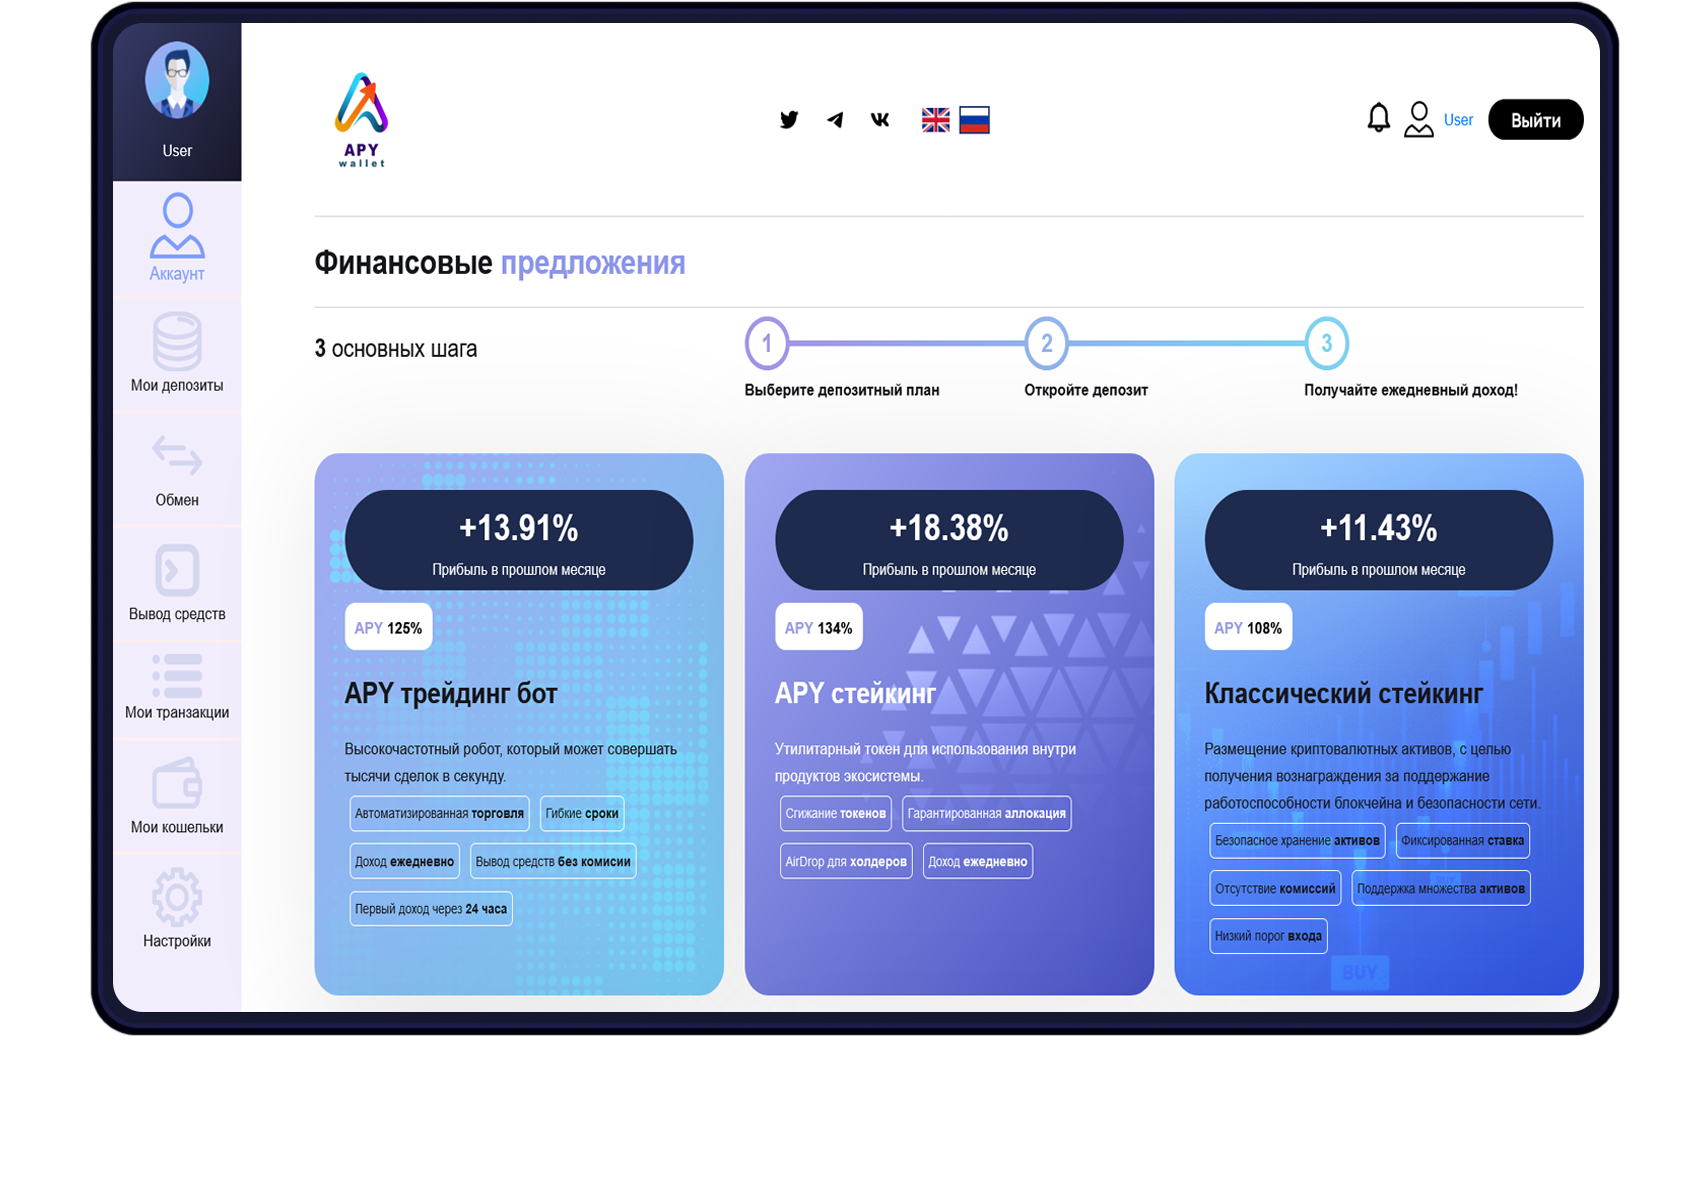 User
Аккаунт
Мои депозиты
Обмен
Вывод средств
Мои транзакции
Мои кошельки
Настройки
APY
wallet
User
Выйти
Финансовые предложения
3 основных шага
1
2
3
Выберите депозитный план
Откройте депозит
Получайте ежедневный доход!
+13.91%
Прибыль в прошлом месяце
APY 125%
APY трейдинг бот
Высокочастотный робот, который может совершать
тысячи сделок в секунду.
Автоматизированная торговля
Гибкие сроки
Доход ежедневно
Вывод средств без комисии
Первый доход через 24 часа
+18.38%
Прибыль в прошлом месяце
APY 134%
APY стейкинг
Утилитарный токен для использования внутри
продуктов экосистемы.
Сжижание токенов
Гарантированная аллокация
AirDrop для холдеров
Доход ежедневно
+11.43%
Прибыль в прошлом месяце
APY 108%
Классический стейкинг
Размещение криптовалютных активов, с целью
получения вознаграждения за поддержание
работоспособности блокчейна и безопасности сети.
Безопасное хранение активов
Фиксированная ставка
Отсутствие комиссий
Поддержка множества активов
Низкий порог входа
BUY